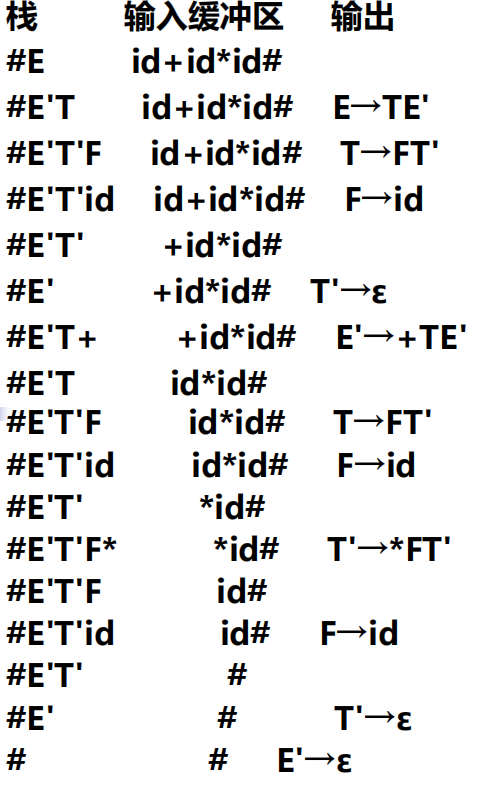 栈 输入缓冲区 输出
#E id+id*id#
#E'T id+id*id# E→TE'
#E'T'F id+id*id# T→FT'
#E'T'id id+id*id# F→id
#E'T' +id*id#
#E' +id*id# T'→ε
#E'T+ +id*id# E'→+TE'
#E'T id*id#
#E'T'F id*id# T→FT'
#E'T'id id*id# F→id
#E'T' *id#
#E'T'F* *id# T'→*FT'
#E'T'F id#
#E'T'id id# F→id
#E'T' #
#E' # T'→ε
# # E'→ε